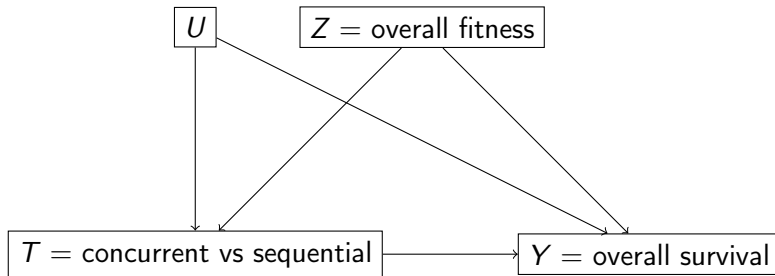 U
Z = overall fitness
T = concurrent vs sequential
Y = overall survival